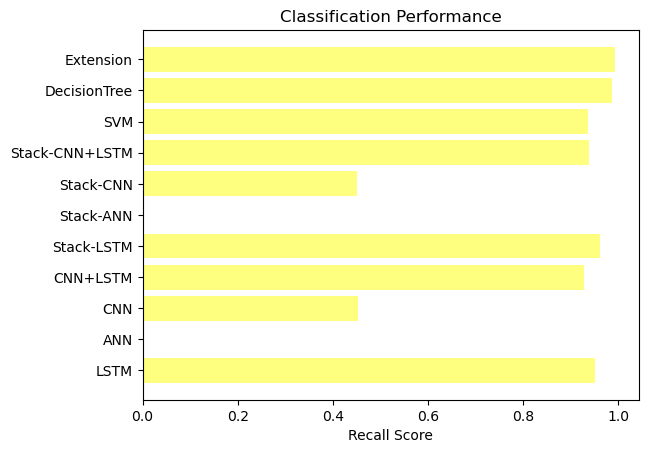 Classification Performance
Extension
DecisionTree
SVM
Stack-CNN+LSTM
Stack-CNN
Stack-ANN
Stack-LSTM
CNN+LSTM
CNN
ANN
LSTM
0.0 0.2 0.4 0.6 0.8 1.0
Recall Score